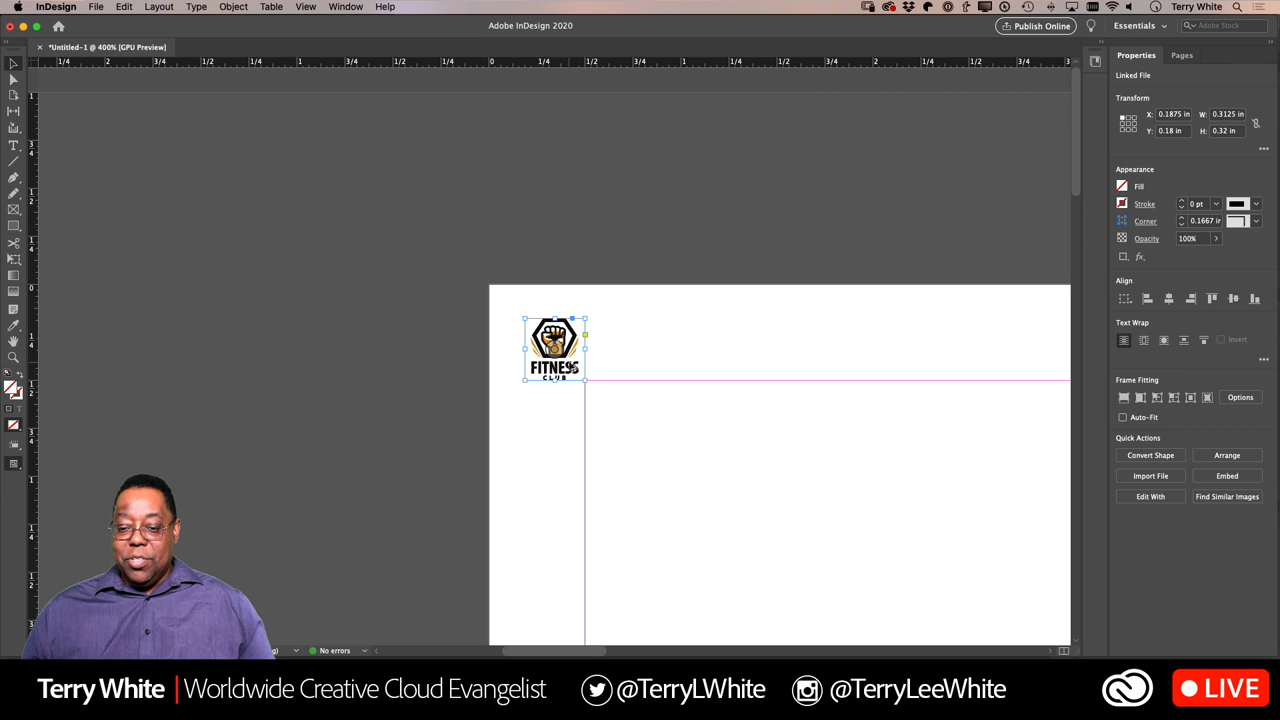 InDesign File Edit Layout Type Object Table View Window Help Terry White
Adobe InDesign 2020
Publish Online
Essentials
Adobe Stock
*Untitled-1 @ 400% [GPU Preview]
Properties Pages
Linked File
Transform
X: 0.1875 in W: 0.3125 in
Y: 0.18 in H: 0.32 in
Appearance
Fill
Stroke 0 pt
Corner 0.1667 in
Opacity 100%
fx.
Align
Text Wrap
Invert
Frame Fitting
Options
Auto-Fit
Quick Actions
Convert Shape Arrange
Import File Embed
Edit With Find Similar Images
FITNESS
CLUB
No errors
Terry White | Worldwide Creative Cloud Evangelist @TerryLWhite @TerryLeeWhite LIVE